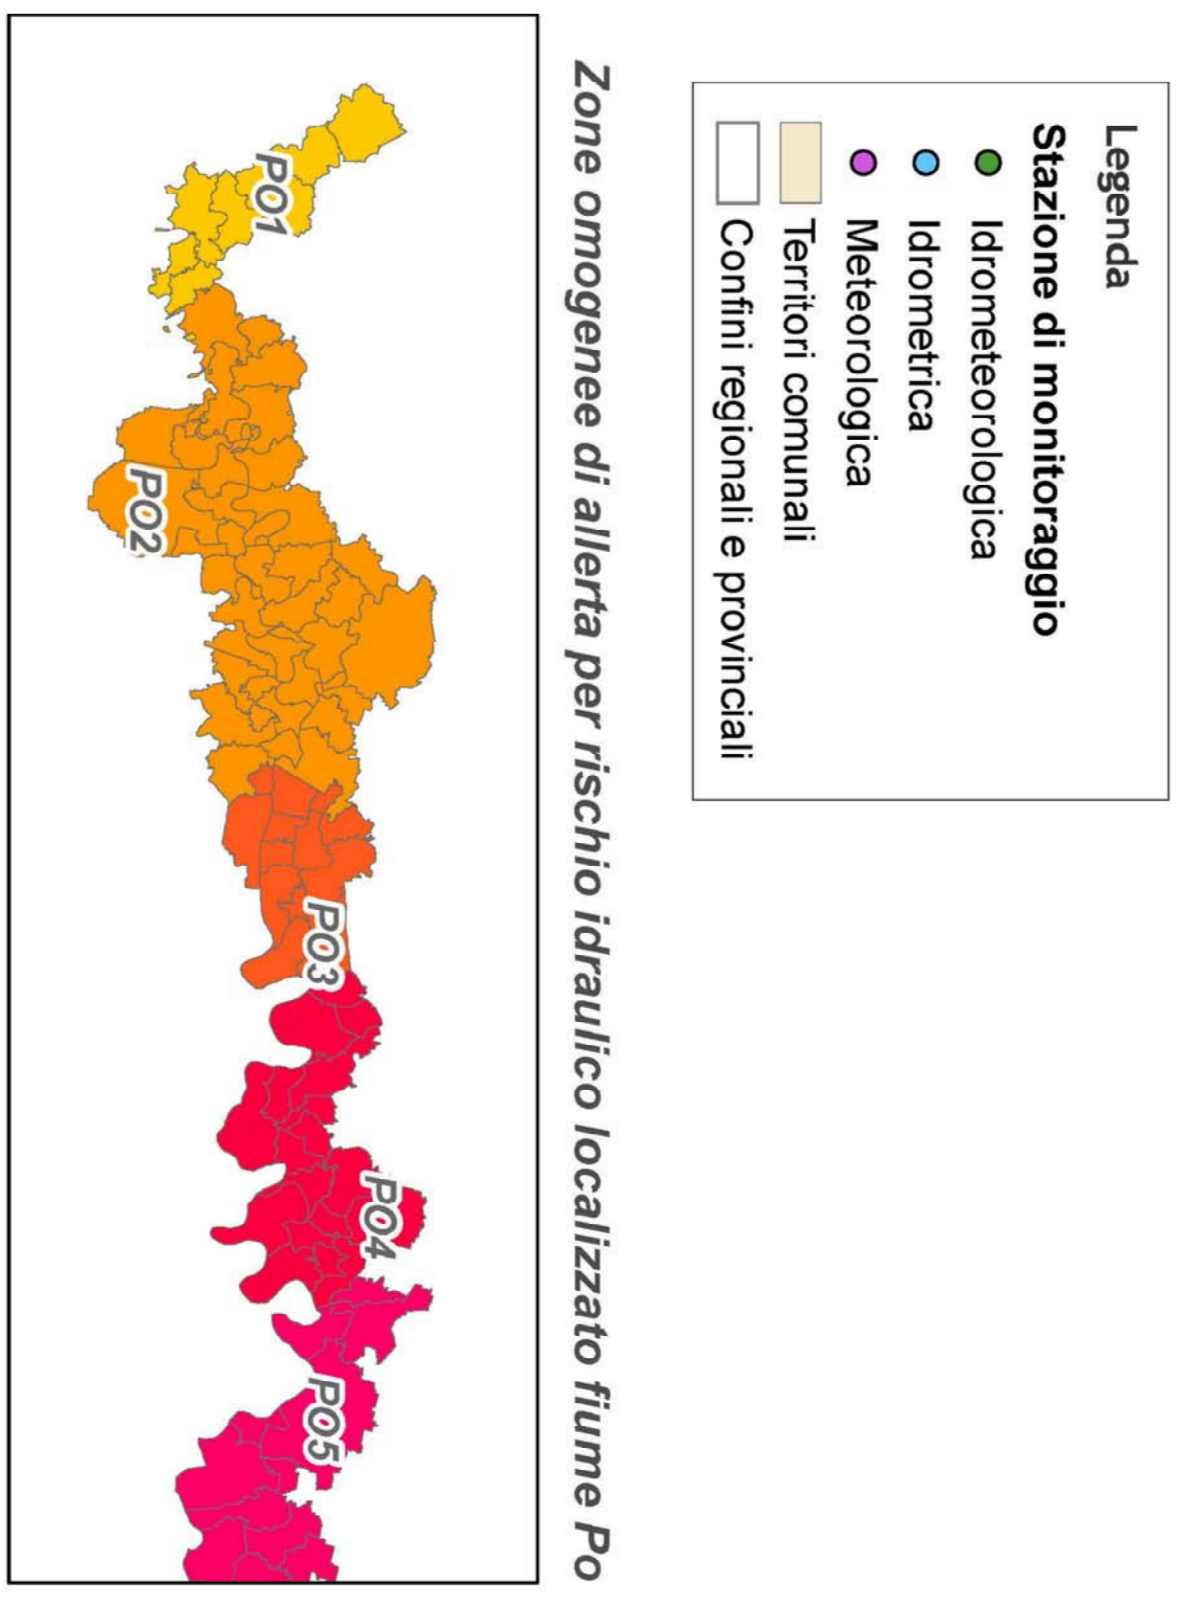 Legenda
Stazione di monitoraggio
Idrometeorologica
Idrometrica
Meteorologica
Territori comunali
Confini regionali e provinciali
Zone omogenee di allerta per rischio idraulico localizzato fiume Po
PO1
PO2
PO3
PO4
PO5